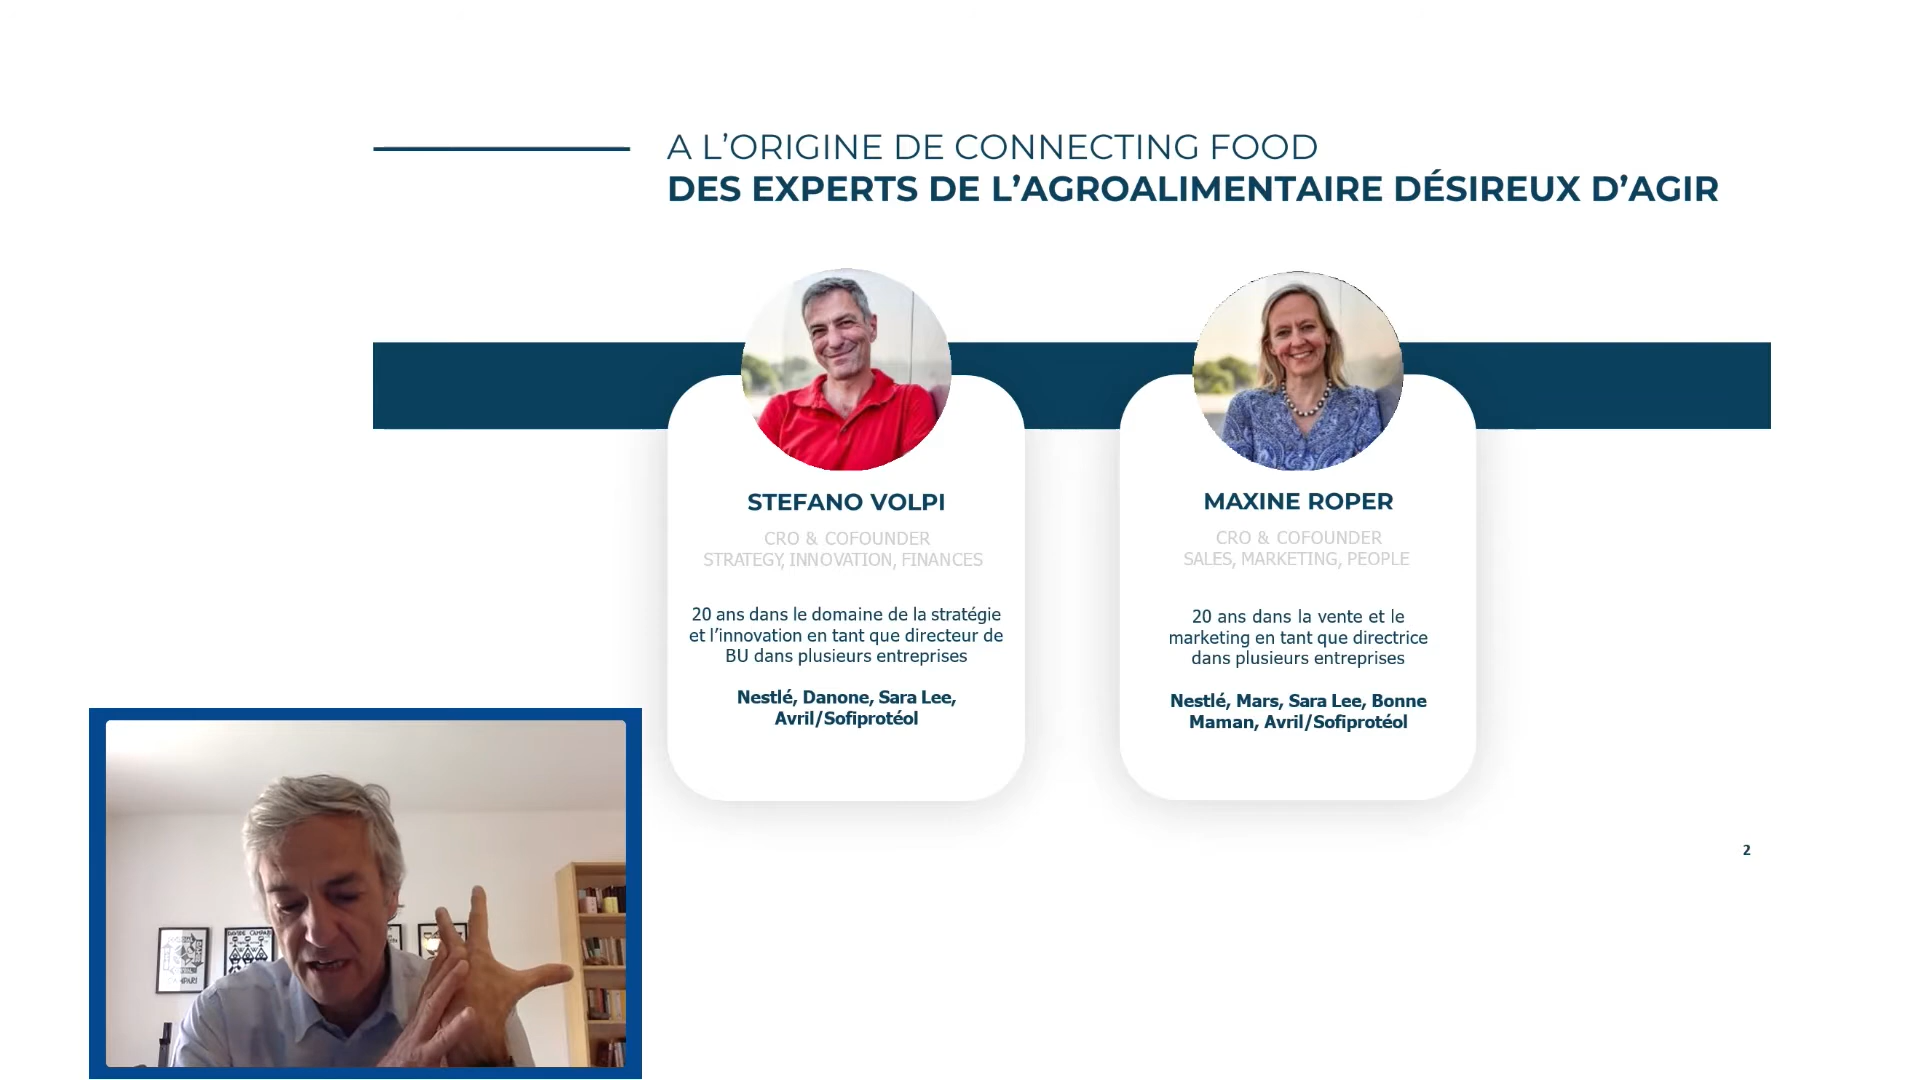 A L'ORIGINE DE CONNECTING FOOD
DES EXPERTS DE L'AGROALIMENTAIRE DÉSIREUX D'AGIR
STEFANO VOLPI
CRO & COFOUNDER
STRATEGY, INNOVATION, FINANCES
20 ans dans le domaine de la stratégie
et l'innovation en tant que directeur de
BU dans plusieurs entreprises
Nestlé, Danone, Sara Lee,
Avril/Sofiprotéol
MAXINE ROPER
CRO & COFOUNDER
SALES, MARKETING, PEOPLE
20 ans dans la vente et le
marketing en tant que directrice
dans plusieurs entreprises
Nestlé, Mars, Sara Lee, Bonne
Maman, Avril/Sofiprotéol
2
DAVIDE CAMPARI